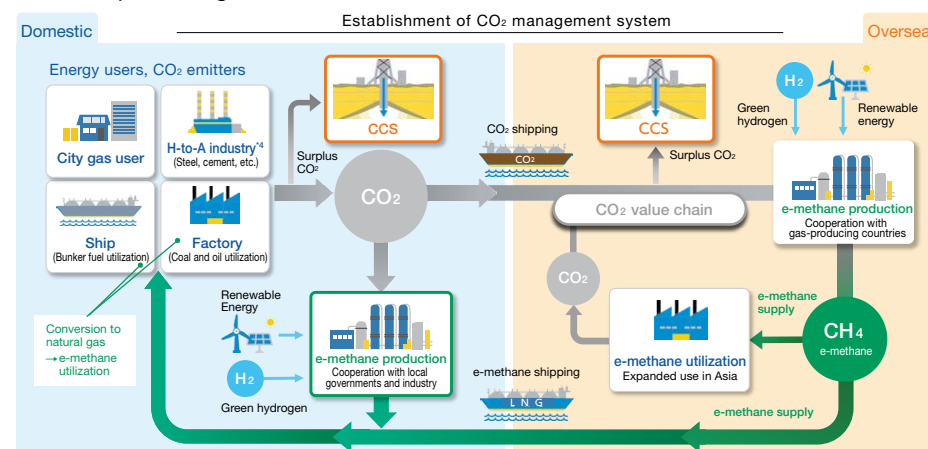 Establishment of CO₂ management system
Domestic
Oversea
Energy users, CO₂ emitters
City gas user
H-to-A industry*4
(Steel, cement, etc.)
Ship
(Bunker fuel utilization)
Factory
(Coal and oil utilization)
Conversion to
natural gas
→e-methane
utilization
Surplus
CO₂
CCS
CO₂
CO₂ shipping
CO₂
CCS
Surplus CO₂
H₂
Green
hydrogen
Renewable
energy
CO₂ value chain
e-methane production
Cooperation with
gas-producing countries
CO₂
Renewable
Energy
H₂
Green hydrogen
e-methane production
Cooperation with local
governments and industry
e-methane shipping
LNG
e-methane utilization
Expanded use in Asia
e-methane
supply
CH₄
e-methane
e-methane supply